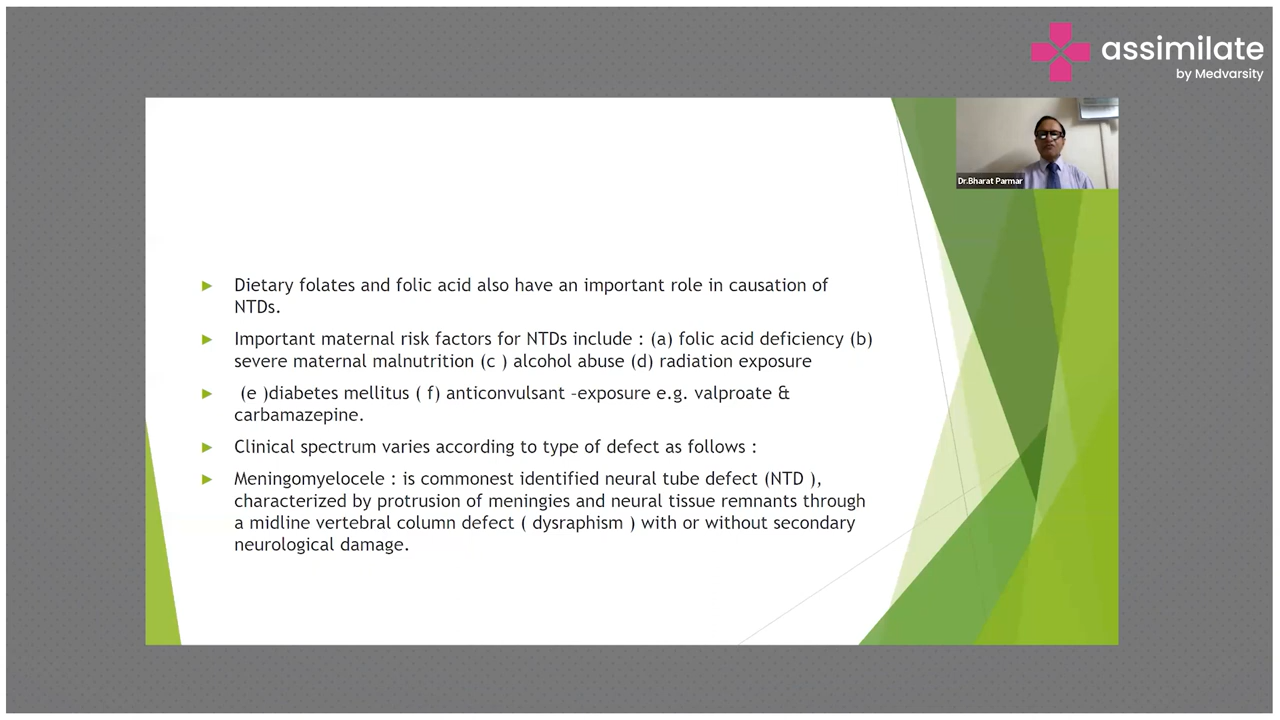 assimilate
by Medvarsity
Dr.Bharat Parmar
Dietary folates and folic acid also have an important role in causation of
NTDs.
Important maternal risk factors for NTDs include : (a) folic acid deficiency (b)
severe maternal malnutrition (c ) alcohol abuse (d) radiation exposure
(e )diabetes mellitus ( f) anticonvulsant -exposure e.g. valproate &
carbamazepine.
Clinical spectrum varies according to type of defect as follows :
Meningomyelocele : is commonest identified neural tube defect (NTD ),
characterized by protrusion of meningies and neural tissue remnants through
a midline vertebral column defect ( dysraphism ) with or without secondary
neurological damage.